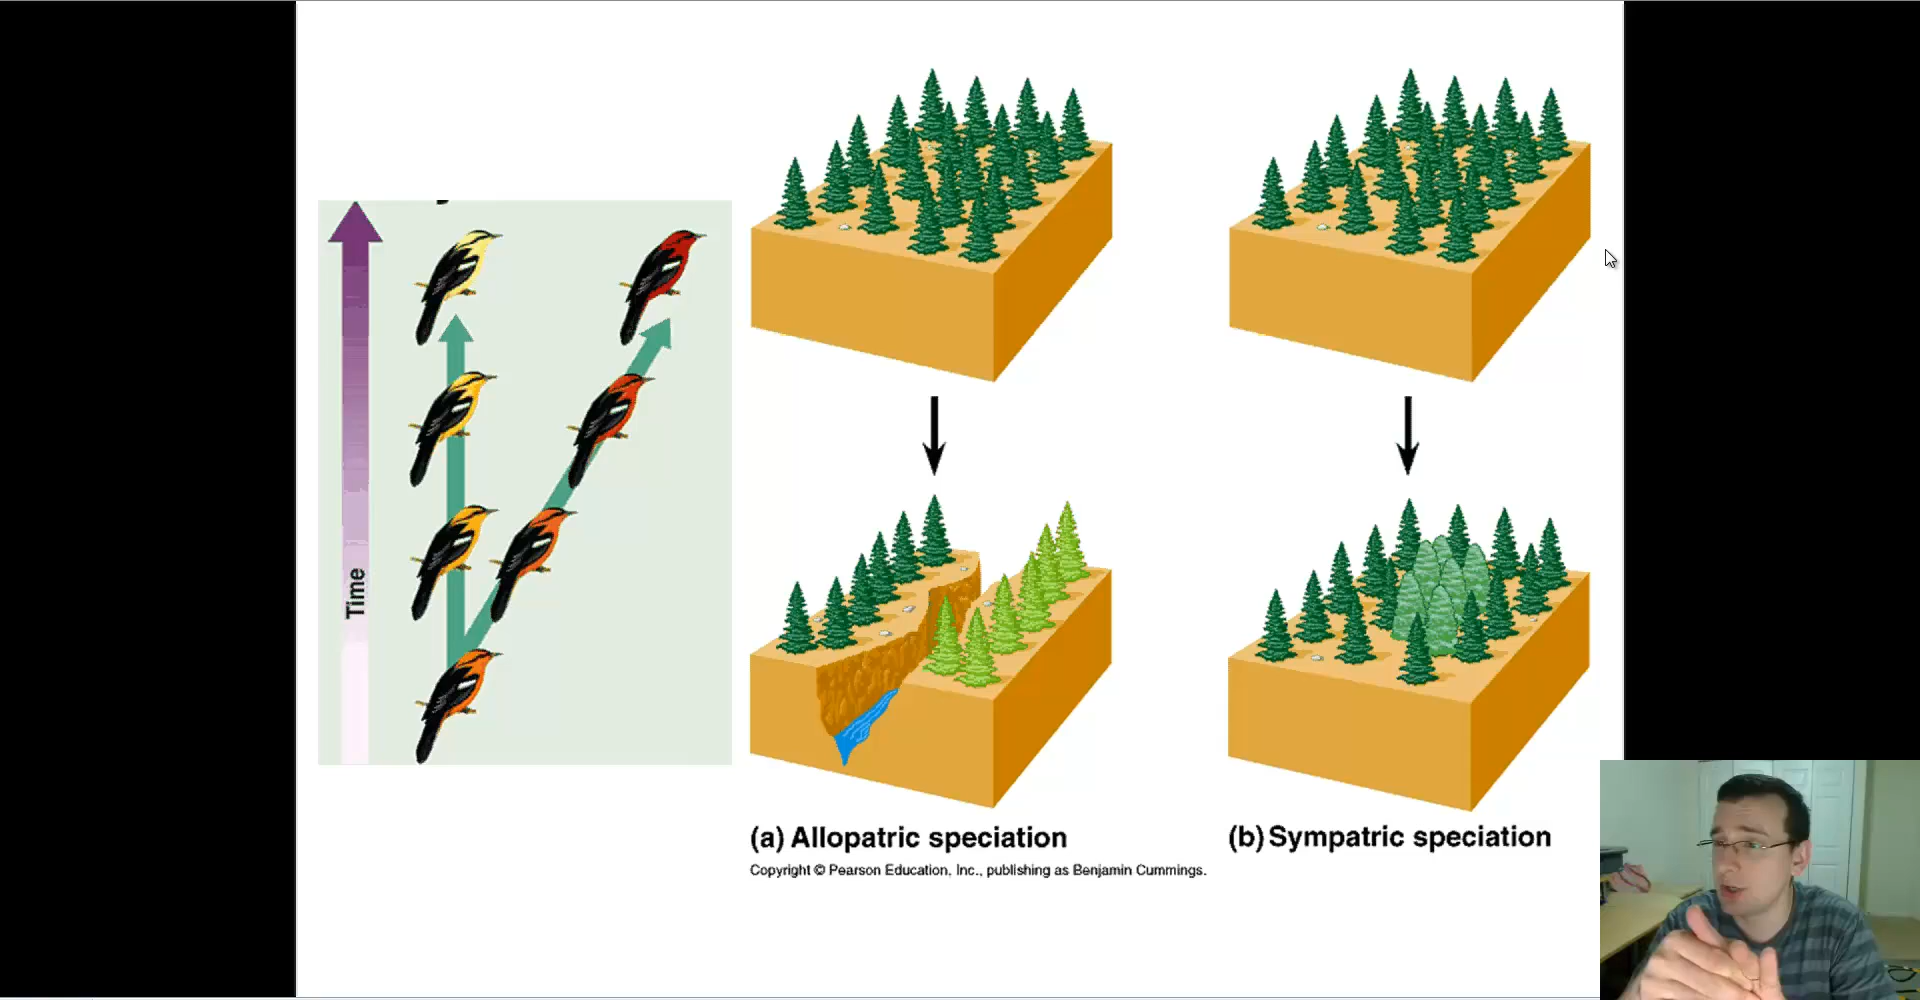 Time
(a) Allopatric speciation
(b) Sympatric speciation
Copyright © Pearson Education, Inc., publishing as Benjamin Cummings.